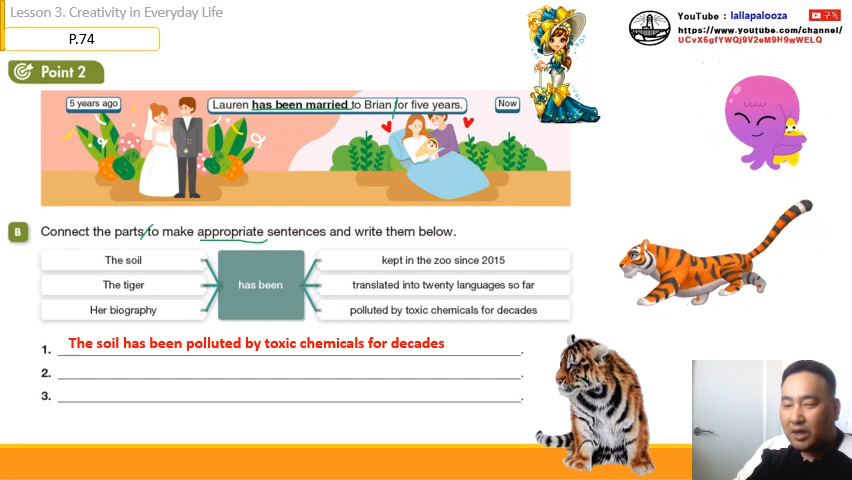 Lesson 3. Creativity in Everyday Life
P.74
YouTube : lallapalooza 구독
https://www.youtube.com/channel/
UCvX6gfYWQj9V2eM9H9wWELQ
Point 2
5 years ago
Lauren has been married to Brian for five years.
Now
B Connect the parts to make appropriate sentences and write them below.
The soil
kept in the zoo since 2015
The tiger
has been
translated into twenty languages so far
Her biography
polluted by toxic chemicals for decades
1. The soil has been polluted by toxic chemicals for decades.
2. .
3. .